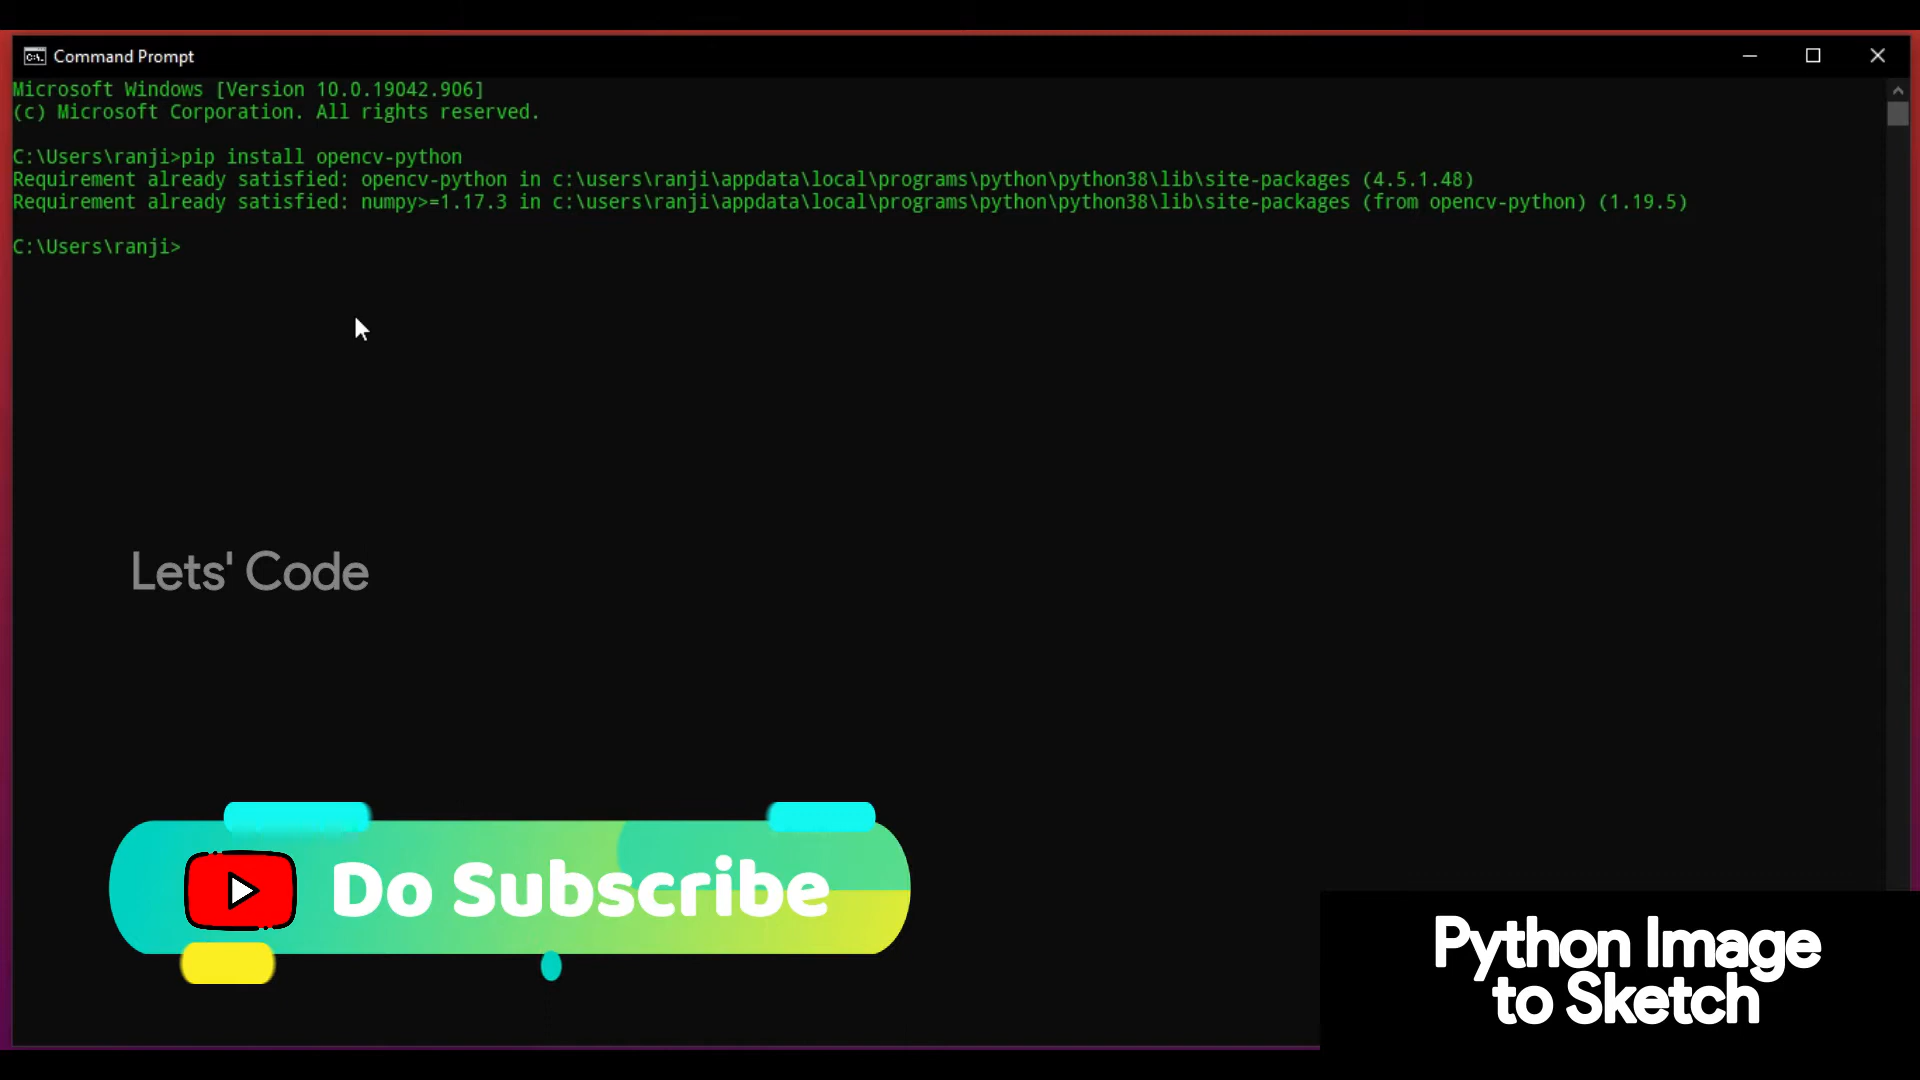 Command Prompt
Microsoft Windows [Version 10.0.19042.906]
(c) Microsoft Corporation. All rights reserved.
C:\Users\ranji>pip install opencv-python
Requirement already satisfied: opencv-python in c:\users\ranji\appdata\local\programs\python\python38\lib\site-packages (4.5.1.48)
Requirement already satisfied: numpy>=1.17.3 in c:\users\ranji\appdata\local\programs\python\python38\lib\site-packages (from opencv-python) (1.19.5)
C:\Users\ranji>
Lets' Code
Do Subscribe
Python Image
to Sketch